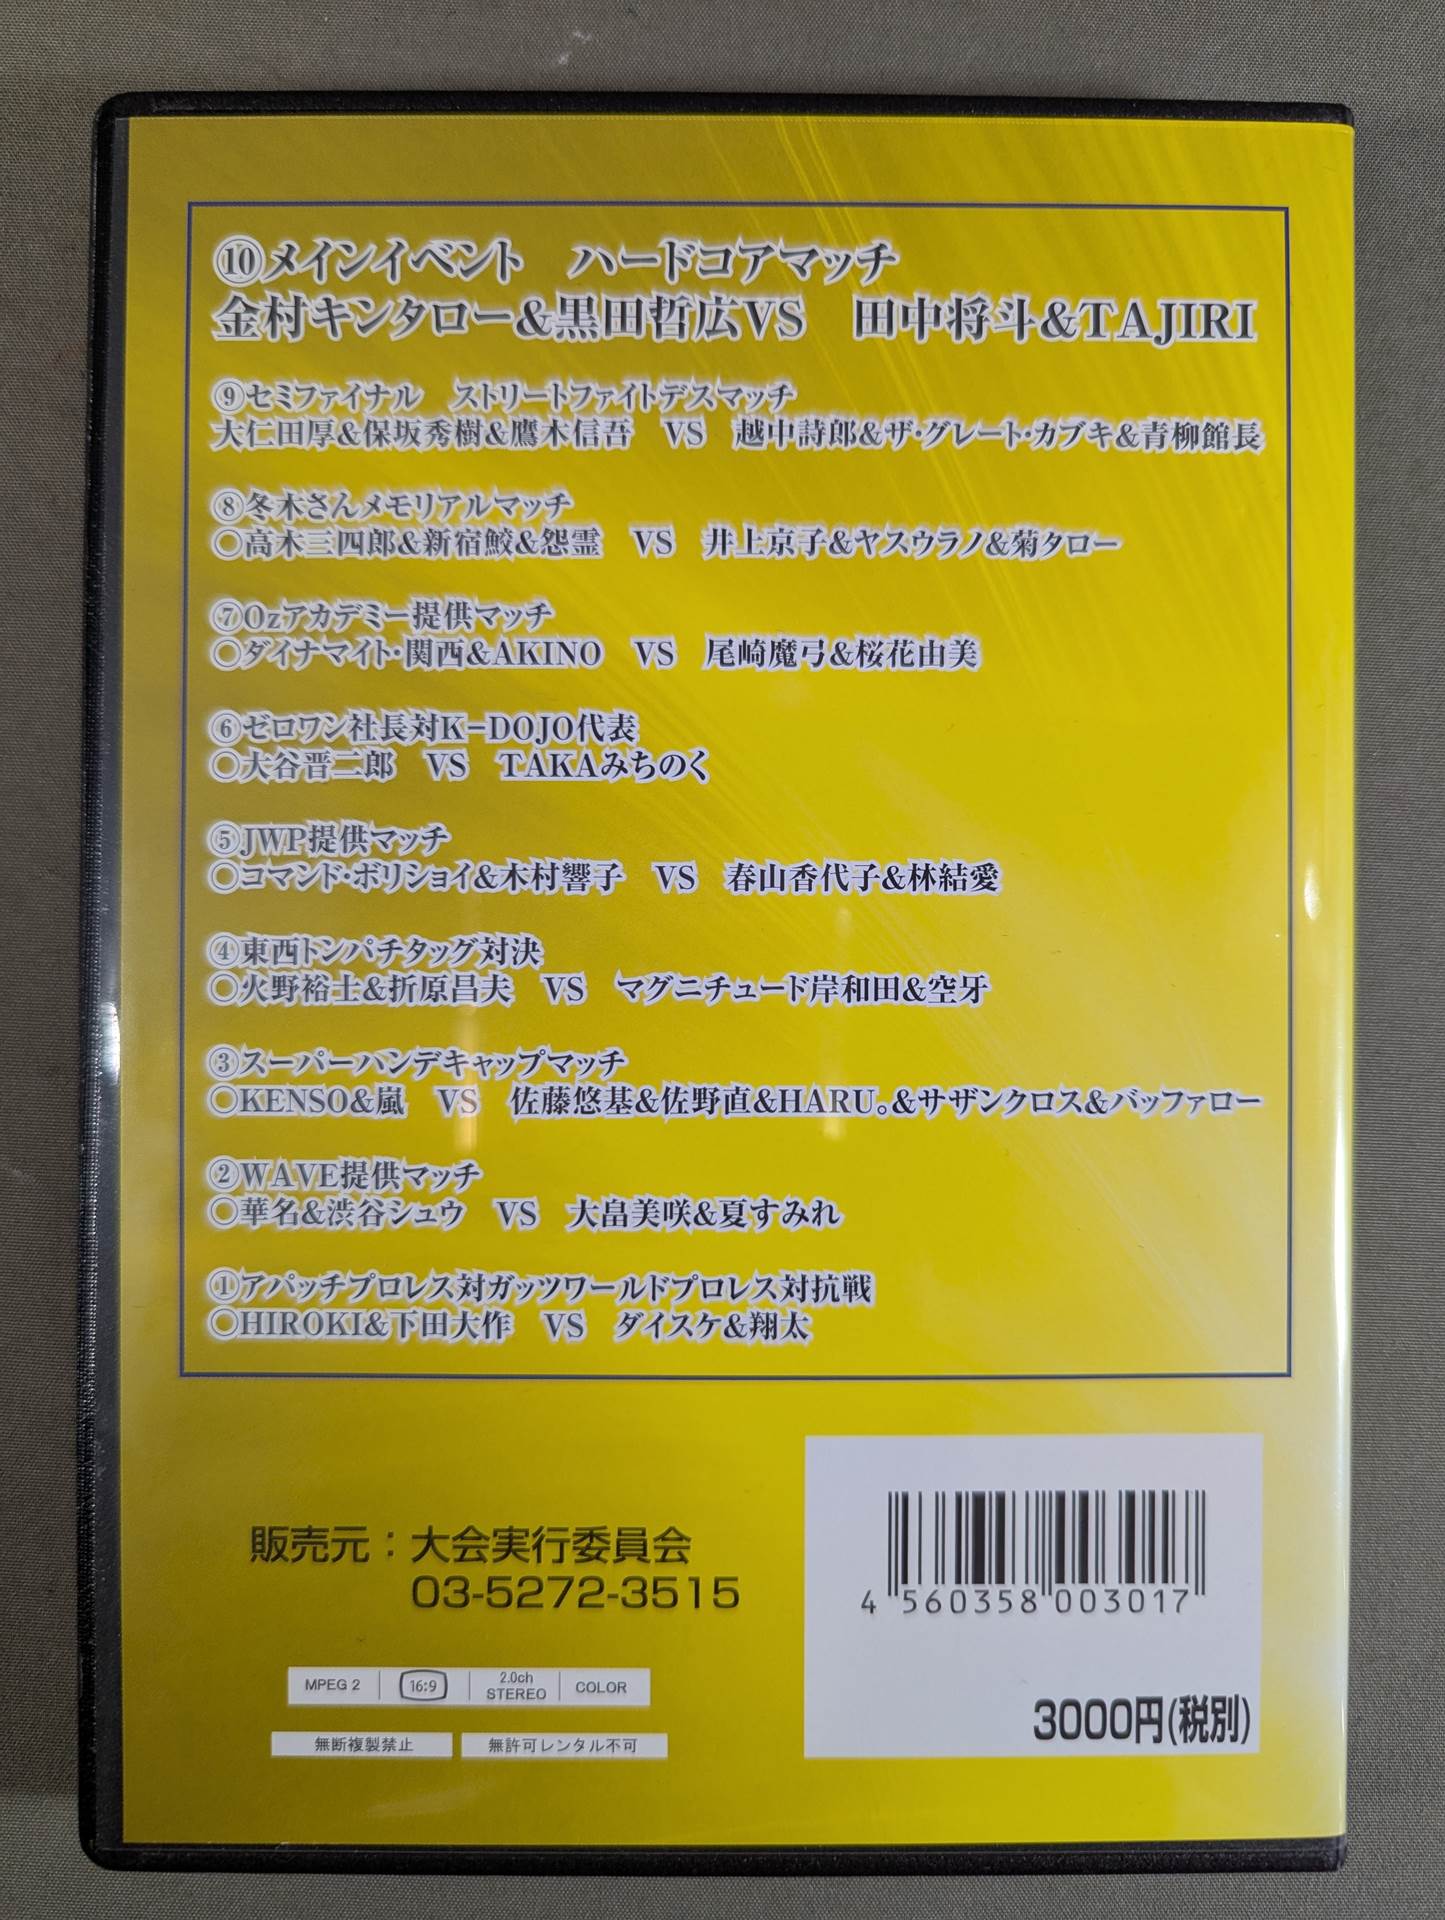 ⑩メインイベント　ハードコアマッチ
金村キンタロー&黒田哲広VS　田中将斗&TAJIRI
⑨セミファイナル　ストリートファイトデスマッチ
大仁田厚&保坂秀樹&鷹木信吾　VS　越中詩郎&ザ・グレート・カブキ&青柳館長
⑧冬木さんメモリアルマッチ
○高木三四郎&新宿鮫&怨霊　VS　井上京子&ヤスウラノ&菊タロー
⑦Ozアカデミー提供マッチ
○ダイナマイト・関西&AKINO　VS　尾崎魔弓&桜花由美
⑥ゼロワン社長対K-DOJO代表
○大谷晋二郎　VS　TAKAみちのく
⑤JWP提供マッチ
○コマンド・ボリショイ&木村響子　VS　春山香代子&林結愛
④東西トンパチタッグ対決
○火野裕士&折原昌夫　VS　マグニチュード岸和田&空牙
③スーパーハンデキャップマッチ
○KENSO&嵐　VS　佐藤悠基&佐野直&HARU。&サザンクロス&バッファロー
②WAVE提供マッチ
○華名&渋谷シュウ　VS　大畠美咲&夏すみれ
①アパッチプロレス対ガッツワールドプロレス対抗戦
○HIROKI&下田大作　VS　ダイスケ&翔太
販売元：大会実行委員会
03-5272-3515
4 560358 003017
MPEG 2 16:9 2.0ch STEREO COLOR
3000円(税別)
無断複製禁止 無許可レンタル不可